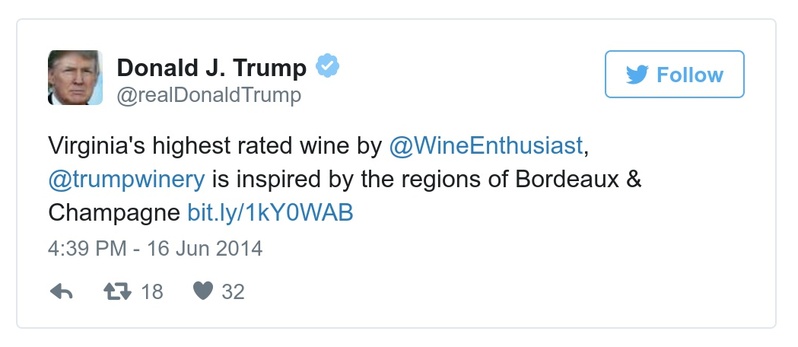 Donald J. Trump
@realDonaldTrump
Follow
Virginia's highest rated wine by @WineEnthusiast,
@trumpwinery is inspired by the regions of Bordeaux &
Champagne bit.ly/1kY0WAB
4:39 PM - 16 Jun 2014
18 32